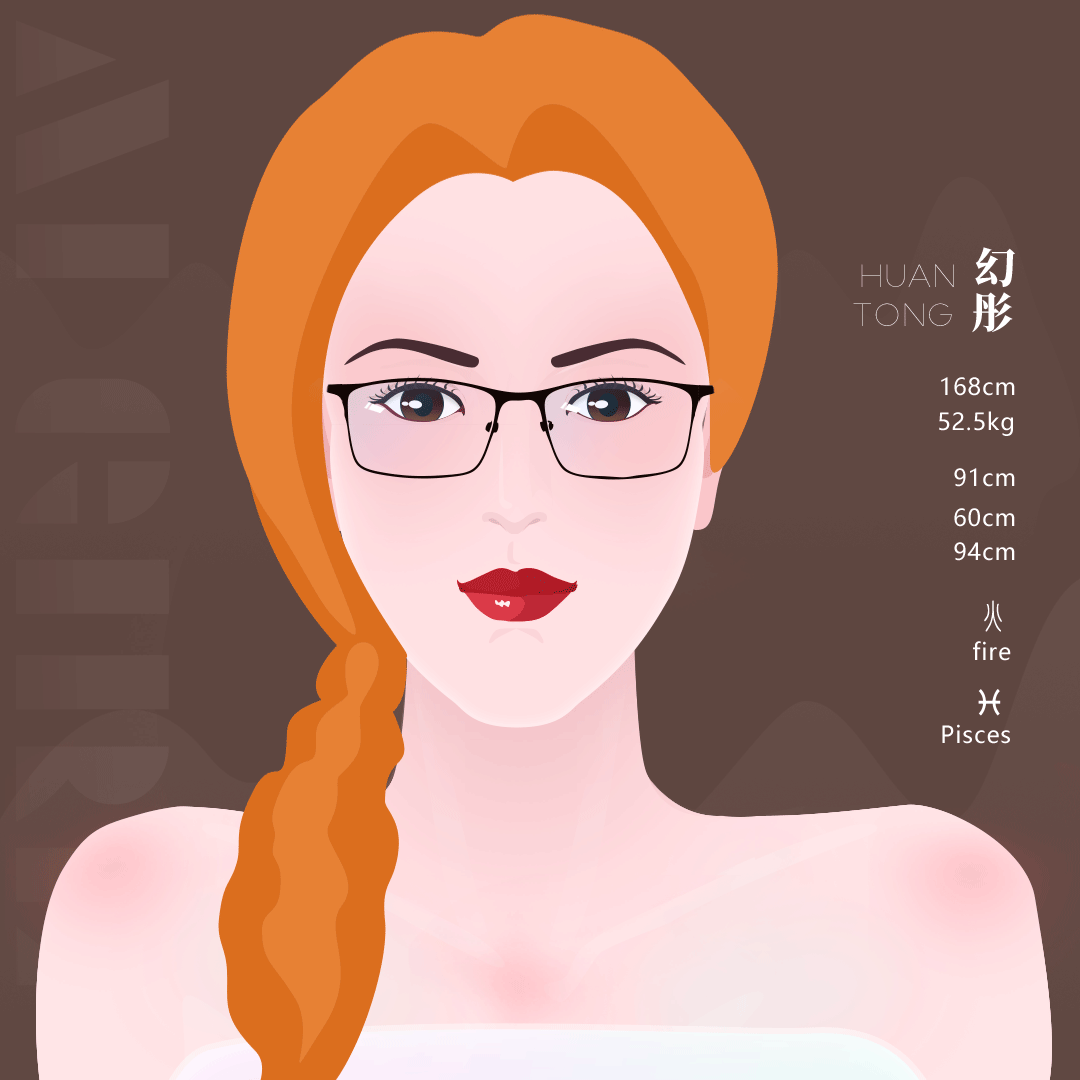 幻彤
HUAN
TONG
168cm
52.5kg
91cm
60cm
94cm
火
fire
♓
Pisces